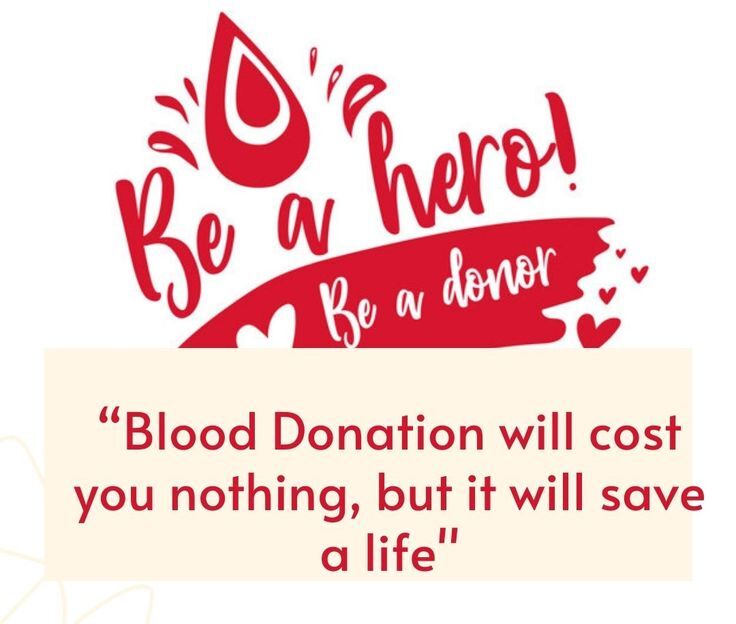 Be a hero!
Be a donor
“Blood Donation will cost
you nothing, but it will save
a life"